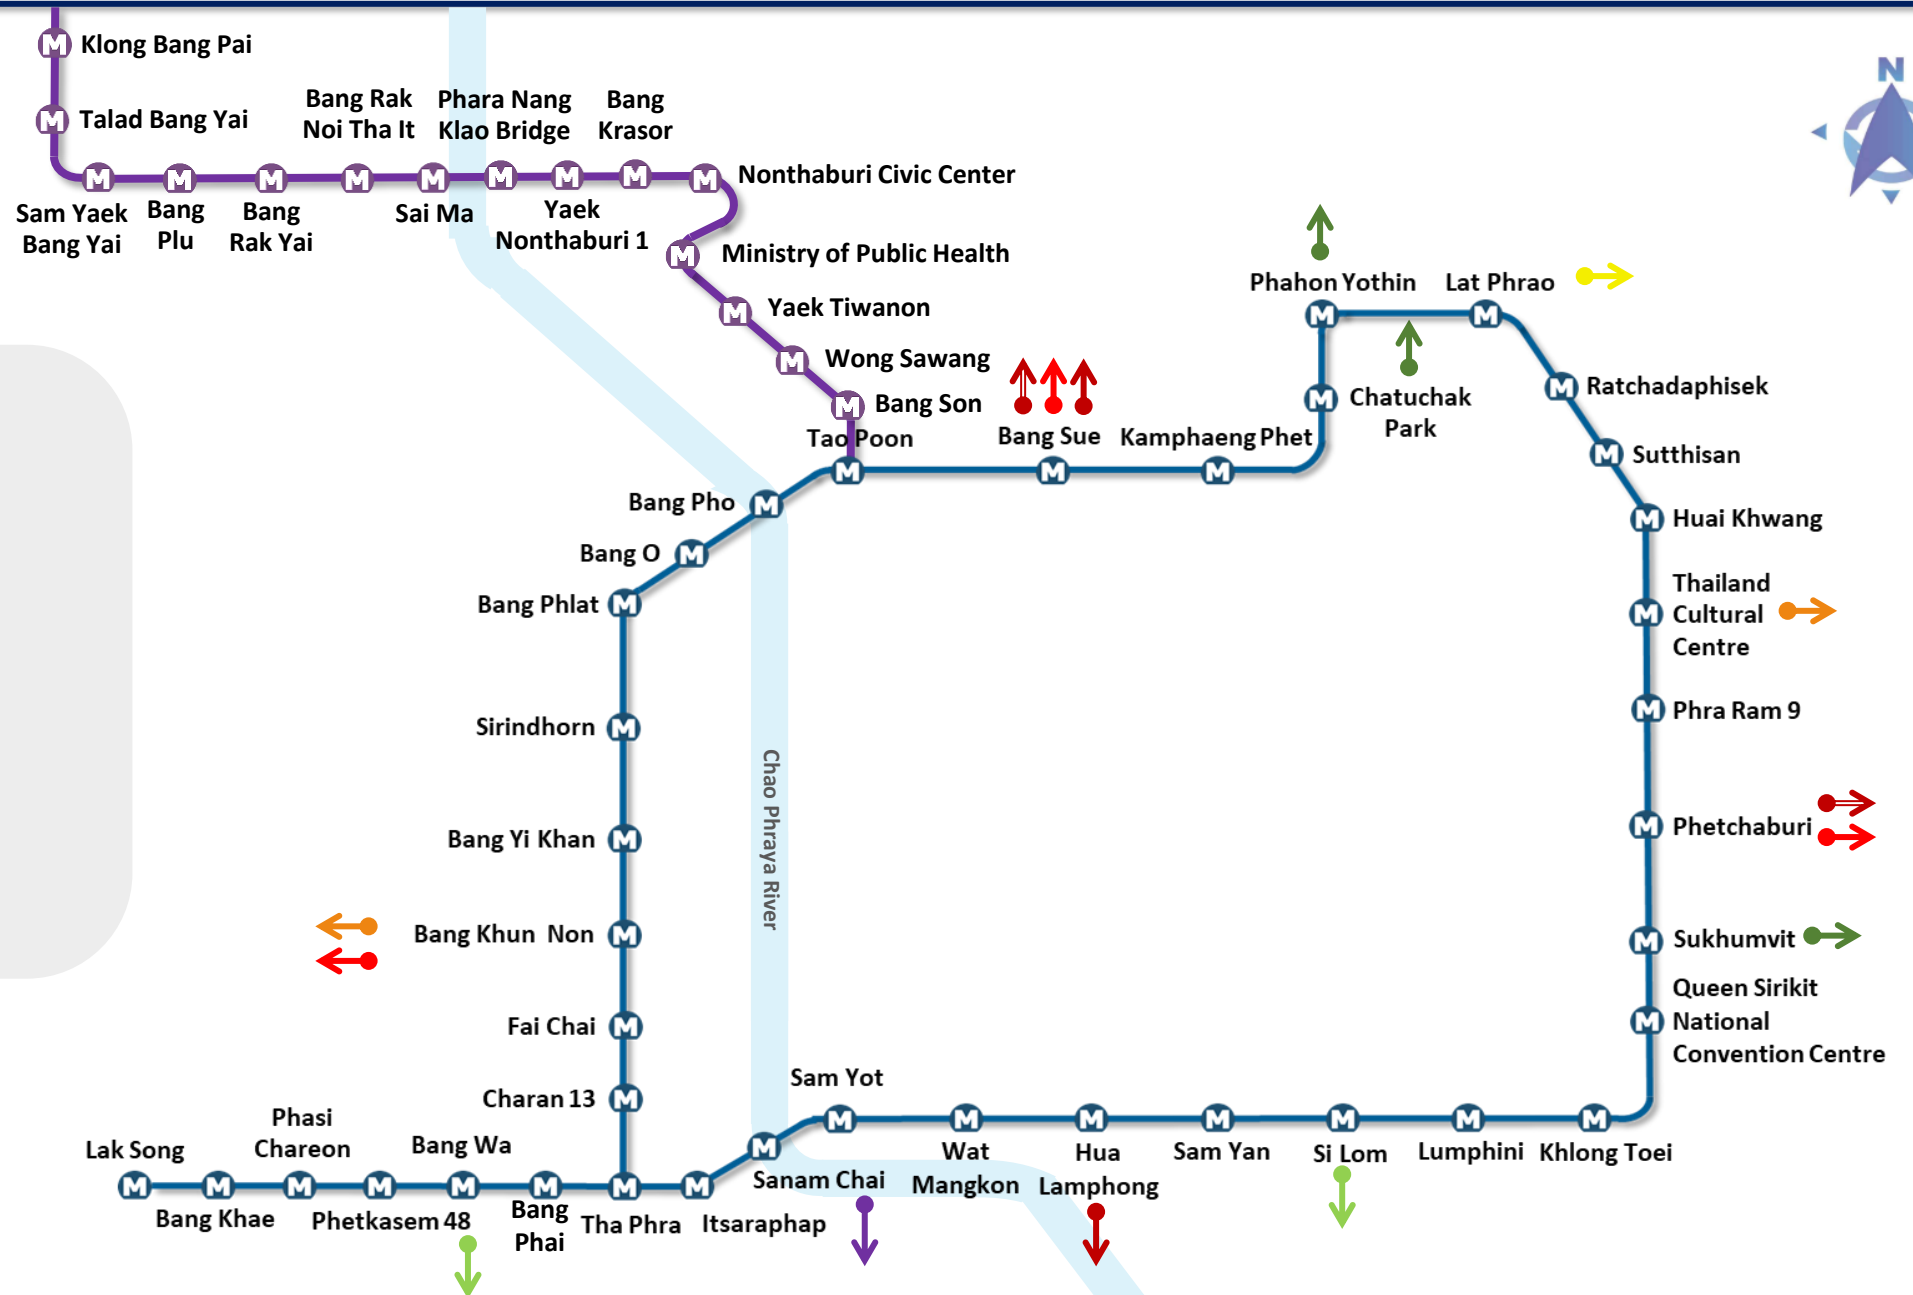 Klong Bang Pai
Talad Bang Yai
Bang Rak
Noi Tha It
Phara Nang
Klao Bridge
Bang
Krasor
Nonthaburi Civic Center
Sam Yaek
Bang Yai
Bang
Plu
Bang
Rak Yai
Sai Ma
Yaek
Nonthaburi 1
Ministry of Public Health
Yaek Tiwanon
Wong Sawang
Bang Son
Tao Poon
Bang Sue
Kamphaeng Phet
Phahon Yothin
Lat Phrao
Chatuchak
Park
Ratchadaphisek
Sutthisan
Huai Khwang
Thailand
Cultural
Centre
Phra Ram 9
Phetchaburi
Sukhumvit
Queen Sirikit
National
Convention Centre
Bang Pho
Bang O
Bang Phlat
Sirindhorn
Bang Yi Khan
Bang Khun Non
Fai Chai
Charan 13
Chao Phraya River
Lak Song
Bang Khae
Phasi
Chareon
Phetkasem 48
Bang Wa
Bang
Phai
Tha Phra
Itsaraphap
Sanam Chai
Sam Yot
Wat
Mangkon
Hua
Lamphong
Sam Yan
Si Lom
Lumphini
Khlong Toei
N